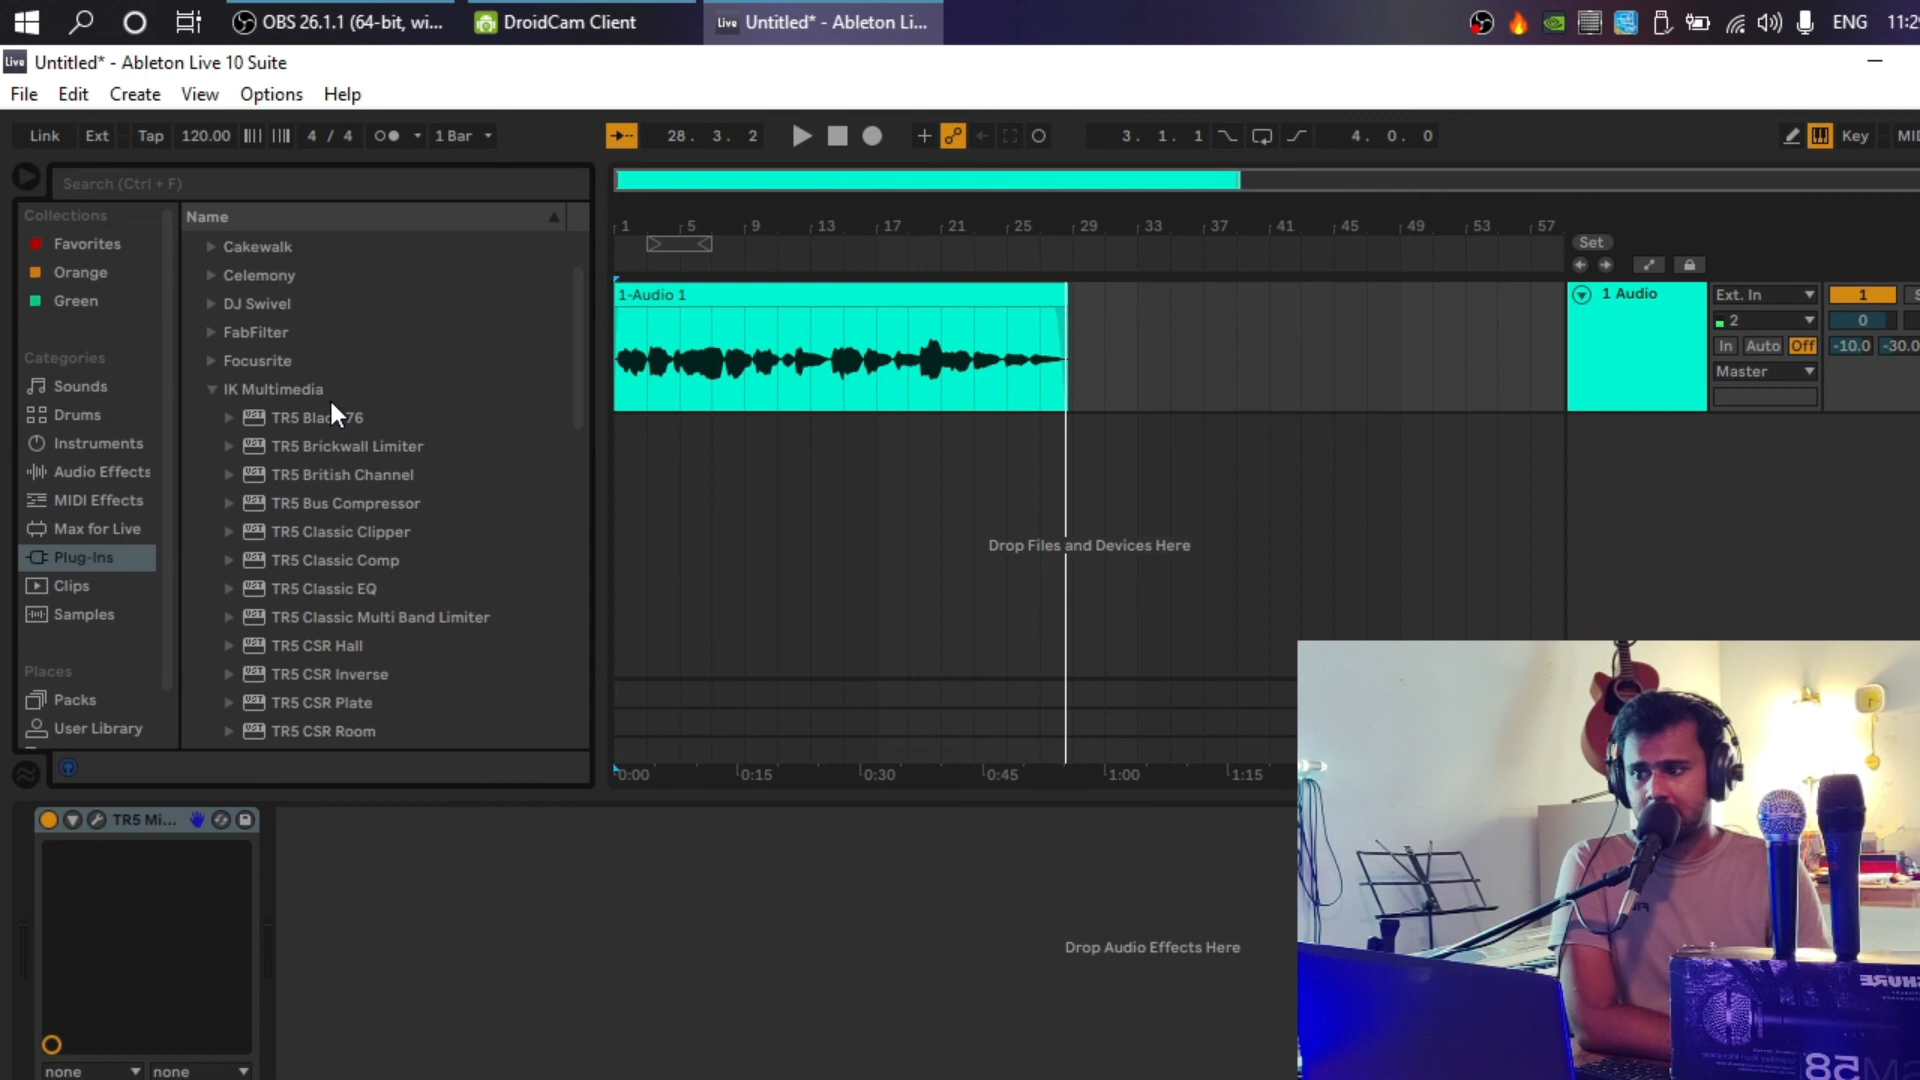 OBS 26.1.1 (64-bit, wi...
DroidCam Client
Live Untitled* - Ableton Li...
ENG
Live Untitled* - Ableton Live 10 Suite
File Edit Create View Options Help
Link Ext Tap 120.00 4 / 4 1 Bar 28. 3. 2 3. 1. 1 4. 0. 0 Key
Search (Ctrl + F)
Collections
Favorites
Orange
Green
Categories
Sounds
Drums
Instruments
Audio Effects
MIDI Effects
Max for Live
Plug-Ins
Clips
Samples
Places
Packs
User Library
Name
Cakewalk
Celemony
DJ Swivel
FabFilter
Focusrite
IK Multimedia
TR5 Brickwall Limiter
TR5 British Channel
TR5 Bus Compressor
TR5 Classic Clipper
TR5 Classic Comp
TR5 Classic EQ
TR5 Classic Multi Band Limiter
TR5 CSR Hall
TR5 CSR Inverse
TR5 CSR Plate
TR5 CSR Room
1 5 9 13 17 21 25 29 33 37 41 45 49 53 57
Set
1-Audio 1
1 Audio
Ext. In
1
2
0
In Auto Off
-10.0 -30.0
Master
Drop Files and Devices Here
0:00 0:15 0:30 0:45 1:00 1:15
TR5 Mi...
Drop Audio Effects Here
none none
SHURE
58